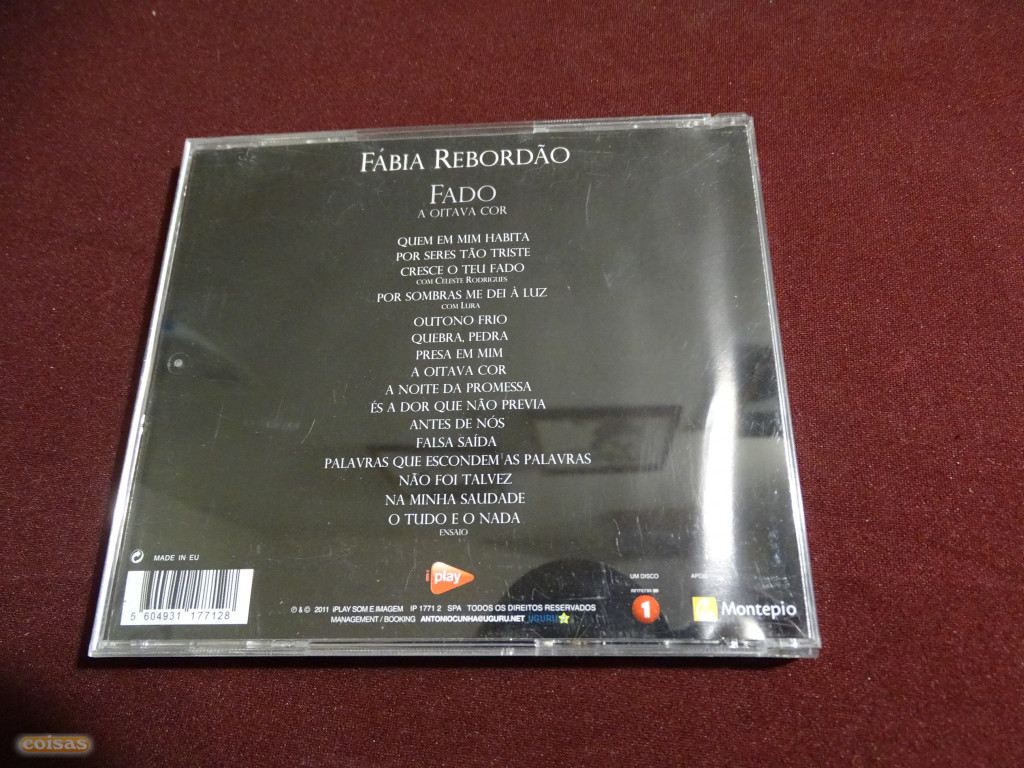 FÁBIA REBORDÃO
FADO
A OITAVA COR
QUEM EM MIM HABITA
POR SERES TÃO TRISTE
CRESCE O TEU FADO
COM CELESTE RODRIGUES
POR SOMBRAS ME DEI À LUZ
COM LURA
OUTONO FRIO
QUEBRA, PEDRA
PRESA EM MIM
A OITAVA COR
A NOITE DA PROMESSA
ÉS A DOR QUE NÃO PREVIA
ANTES DE NÓS
FALSA SAÍDA
PALAVRAS QUE ESCONDEM AS PALAVRAS
NÃO FOI TALVEZ
NA MINHA SAUDADE
O TUDO E O NADA
ENSAIO
MADE IN EU
5 604931 177128
play
℗ & © 2011 iPLAY SOM E IMAGEM IP 1771 2 SPA TODOS OS DIREITOS RESERVADOS
MANAGEMENT / BOOKING ANTONIOCUNHA@UGURU.NET UGURU
UM DISCO
1
Montepio
coisas